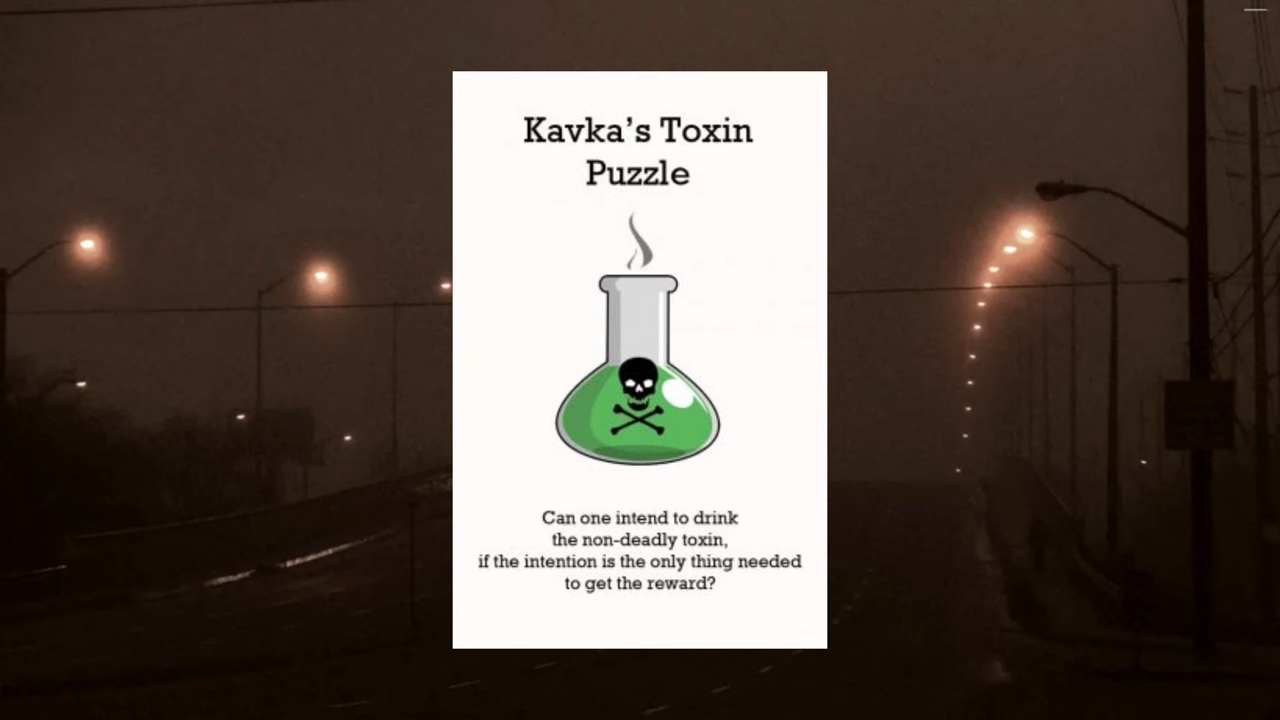 Kavka's Toxin
Puzzle
Can one intend to drink
the non-deadly toxin,
if the intention is the only thing needed
to get the reward?